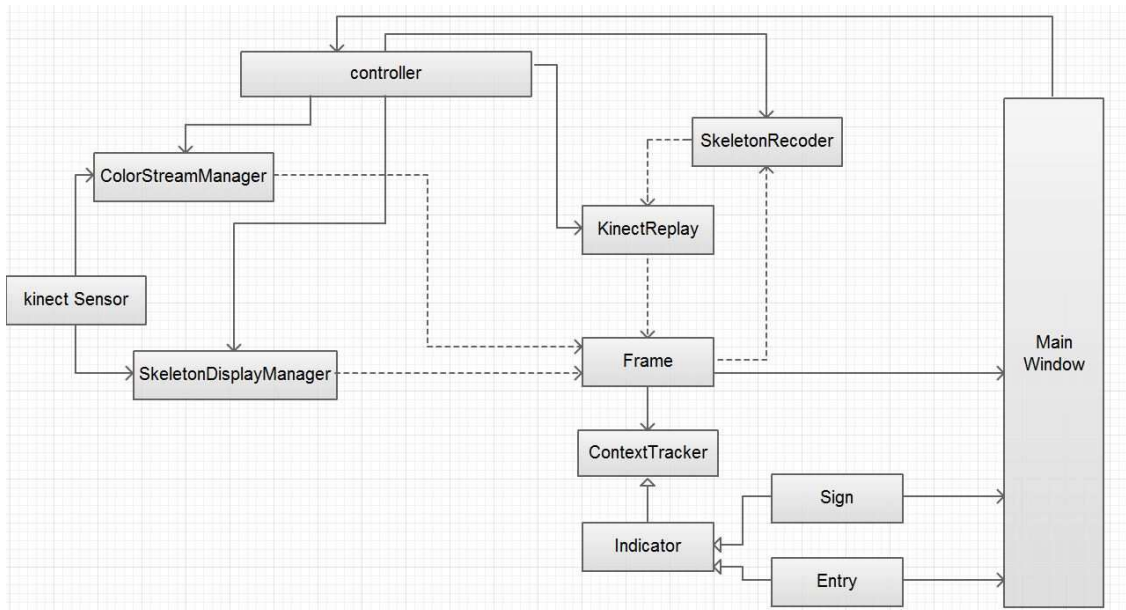 controller
SkeletonRecoder
ColorStreamManager
KinectReplay
kinect Sensor
Frame
SkeletonDisplayManager
Main
Window
ContextTracker
Sign
Indicator
Entry